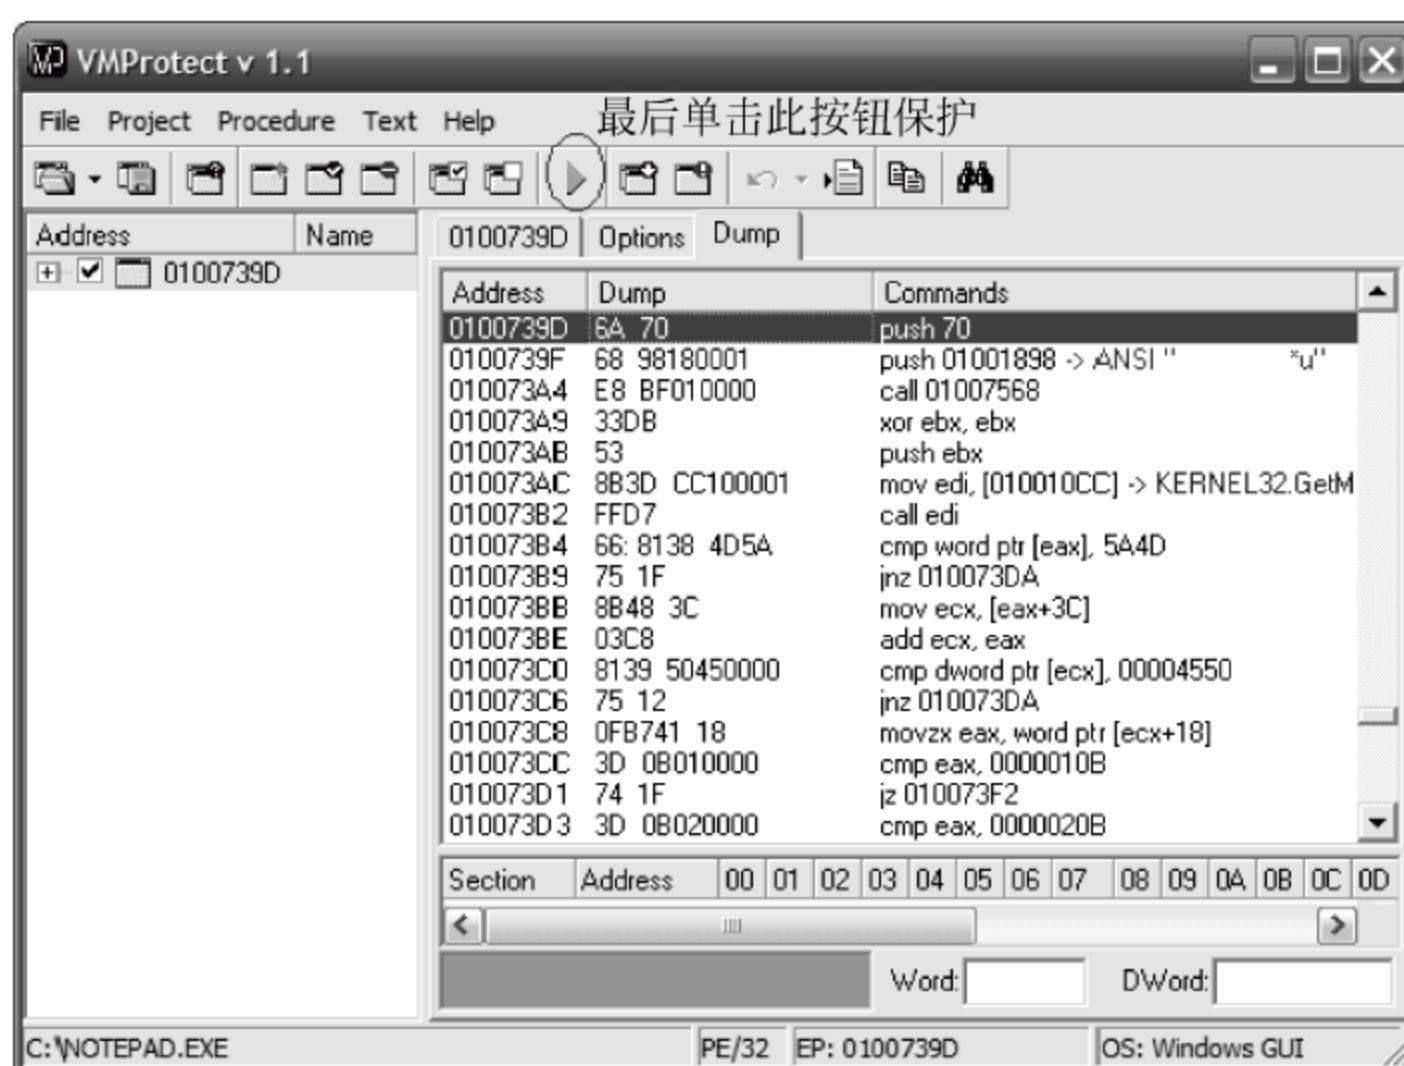 VMProtect v 1.1
File Project Procedure Text Help 最后单击此按钮保护
Address Name
0100739D
0100739D Options Dump
Address Dump Commands
0100739D 6A 70 push 70
0100739F 68 98180001 push 01001898 -> ANSI " *u"
010073A4 E8 BF010000 call 01007568
010073A9 33DB xor ebx, ebx
010073AB 53 push ebx
010073AC 8B3D CC100001 mov edi, [010010CC] -> KERNEL32.GetM
010073B2 FFD7 call edi
010073B4 66: 8138 4D5A cmp word ptr [eax], 5A4D
010073B9 75 1F jnz 010073DA
010073BB 8B48 3C mov ecx, [eax+3C]
010073BE 03C8 add ecx, eax
010073C0 8139 50450000 cmp dword ptr [ecx], 00004550
010073C6 75 12 jnz 010073DA
010073C8 0FB741 18 movzx eax, word ptr [ecx+18]
010073CC 3D 0B010000 cmp eax, 0000010B
010073D1 74 1F jz 010073F2
010073D3 3D 0B020000 cmp eax, 0000020B
Section Address 00 01 02 03 04 05 06 07 08 09 0A 0B 0C 0D
Word: DWord:
C:\NOTEPAD.EXE PE/32 EP: 0100739D OS: Windows GUI